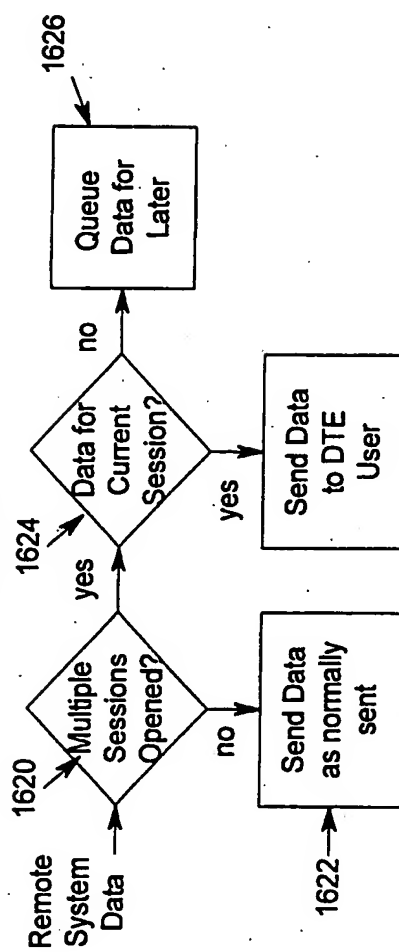 Remote
System
Data
1620
Multiple
Sessions
Opened?
yes
no
1622
Send Data
as normally
sent
1624
Data for
Current
Session?
no
yes
Send Data
to DTE
User
1626
Queue
Data for
Later